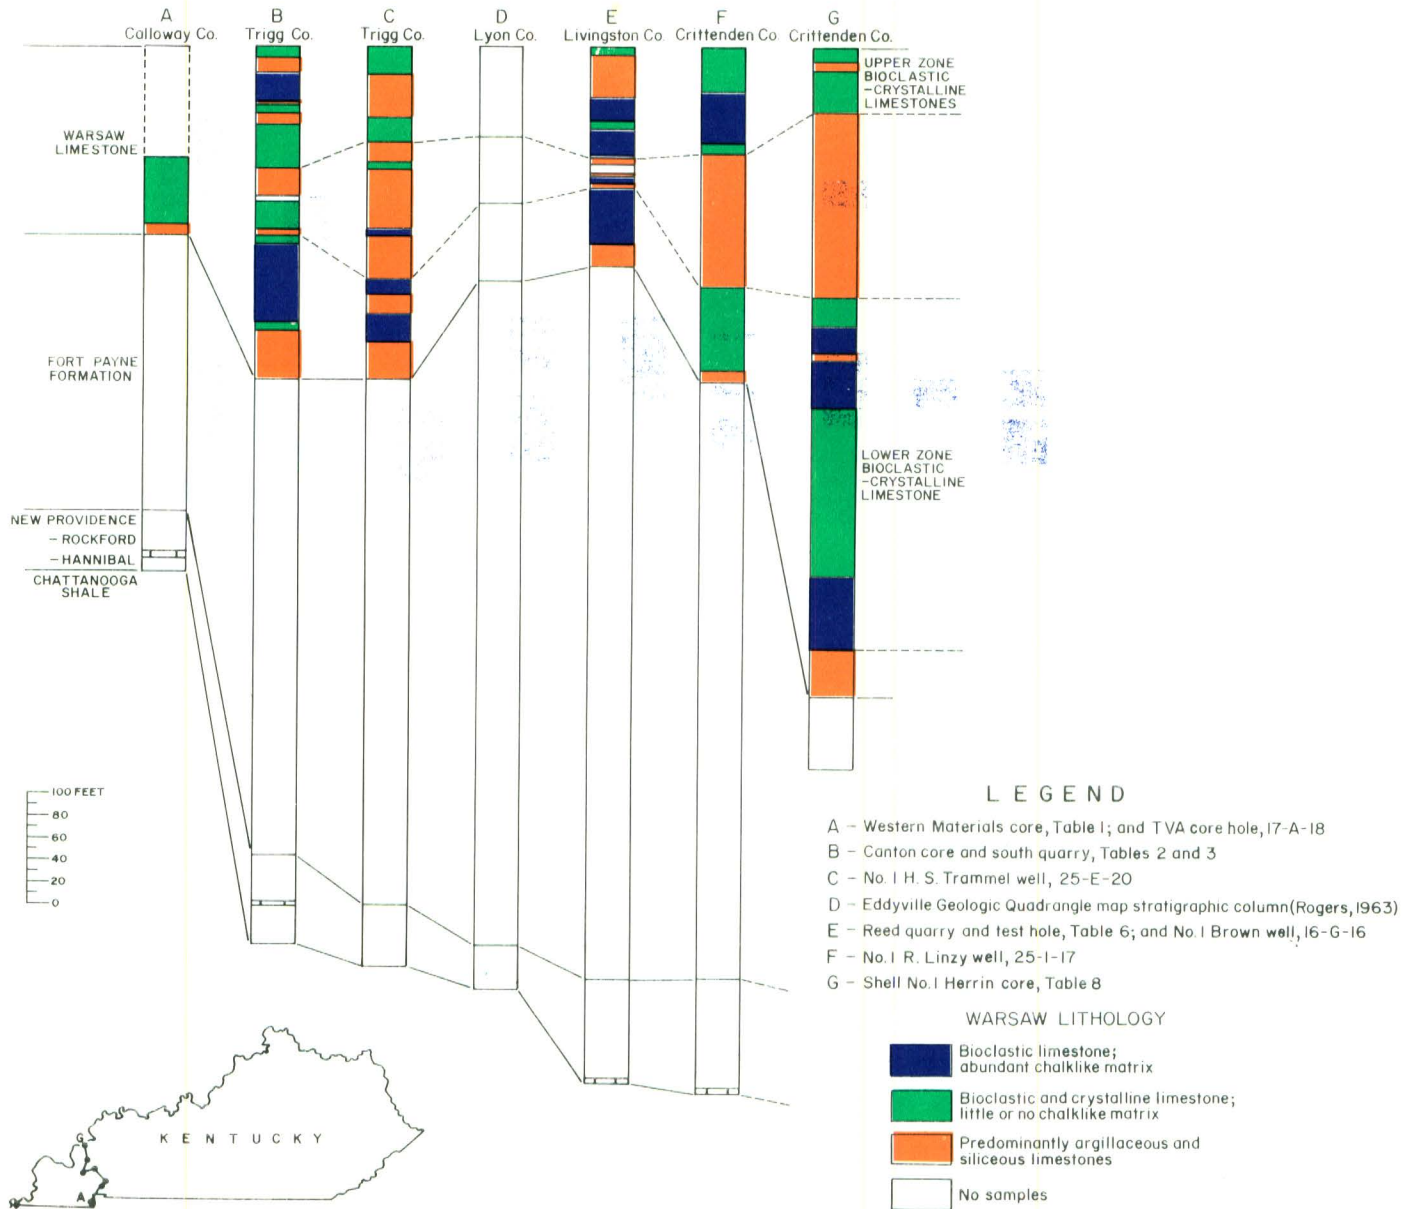 A
Calloway Co.
B
Trigg Co.
C
Trigg Co.
D
Lyon Co.
E
Livingston Co.
F
Crittenden Co.
G
Crittenden Co.
WARSAW
LIMESTONE
FORT PAYNE
FORMATION
NEW PROVIDENCE
- ROCKFORD
- HANNIBAL
CHATTANOOGA
SHALE
UPPER ZONE
BIOCLASTIC
-CRYSTALLINE
LIMESTONES
LOWER ZONE
BIOCLASTIC
-CRYSTALLINE
LIMESTONE
100 FEET
80
60
40
20
0
LEGEND
A - Western Materials core, Table 1; and TVA core hole, 17-A-18
B - Canton core and south quarry, Tables 2 and 3
C - No. 1 H. S. Trammel well, 25-E-20
D - Eddyville Geologic Quadrangle map stratigraphic column (Rogers, 1963)
E - Reed quarry and test hole, Table 6; and No. 1 Brown well, 16-G-16
F - No. 1 R. Linzy well, 25-I-17
G - Shell No. 1 Herrin core, Table 8
WARSAW LITHOLOGY
Bioclastic limestone;
abundant chalklike matrix
Bioclastic and crystalline limestone;
little or no chalklike matrix
Predominantly argillaceous and
siliceous limestones
No samples
G
KENTUCKY
A